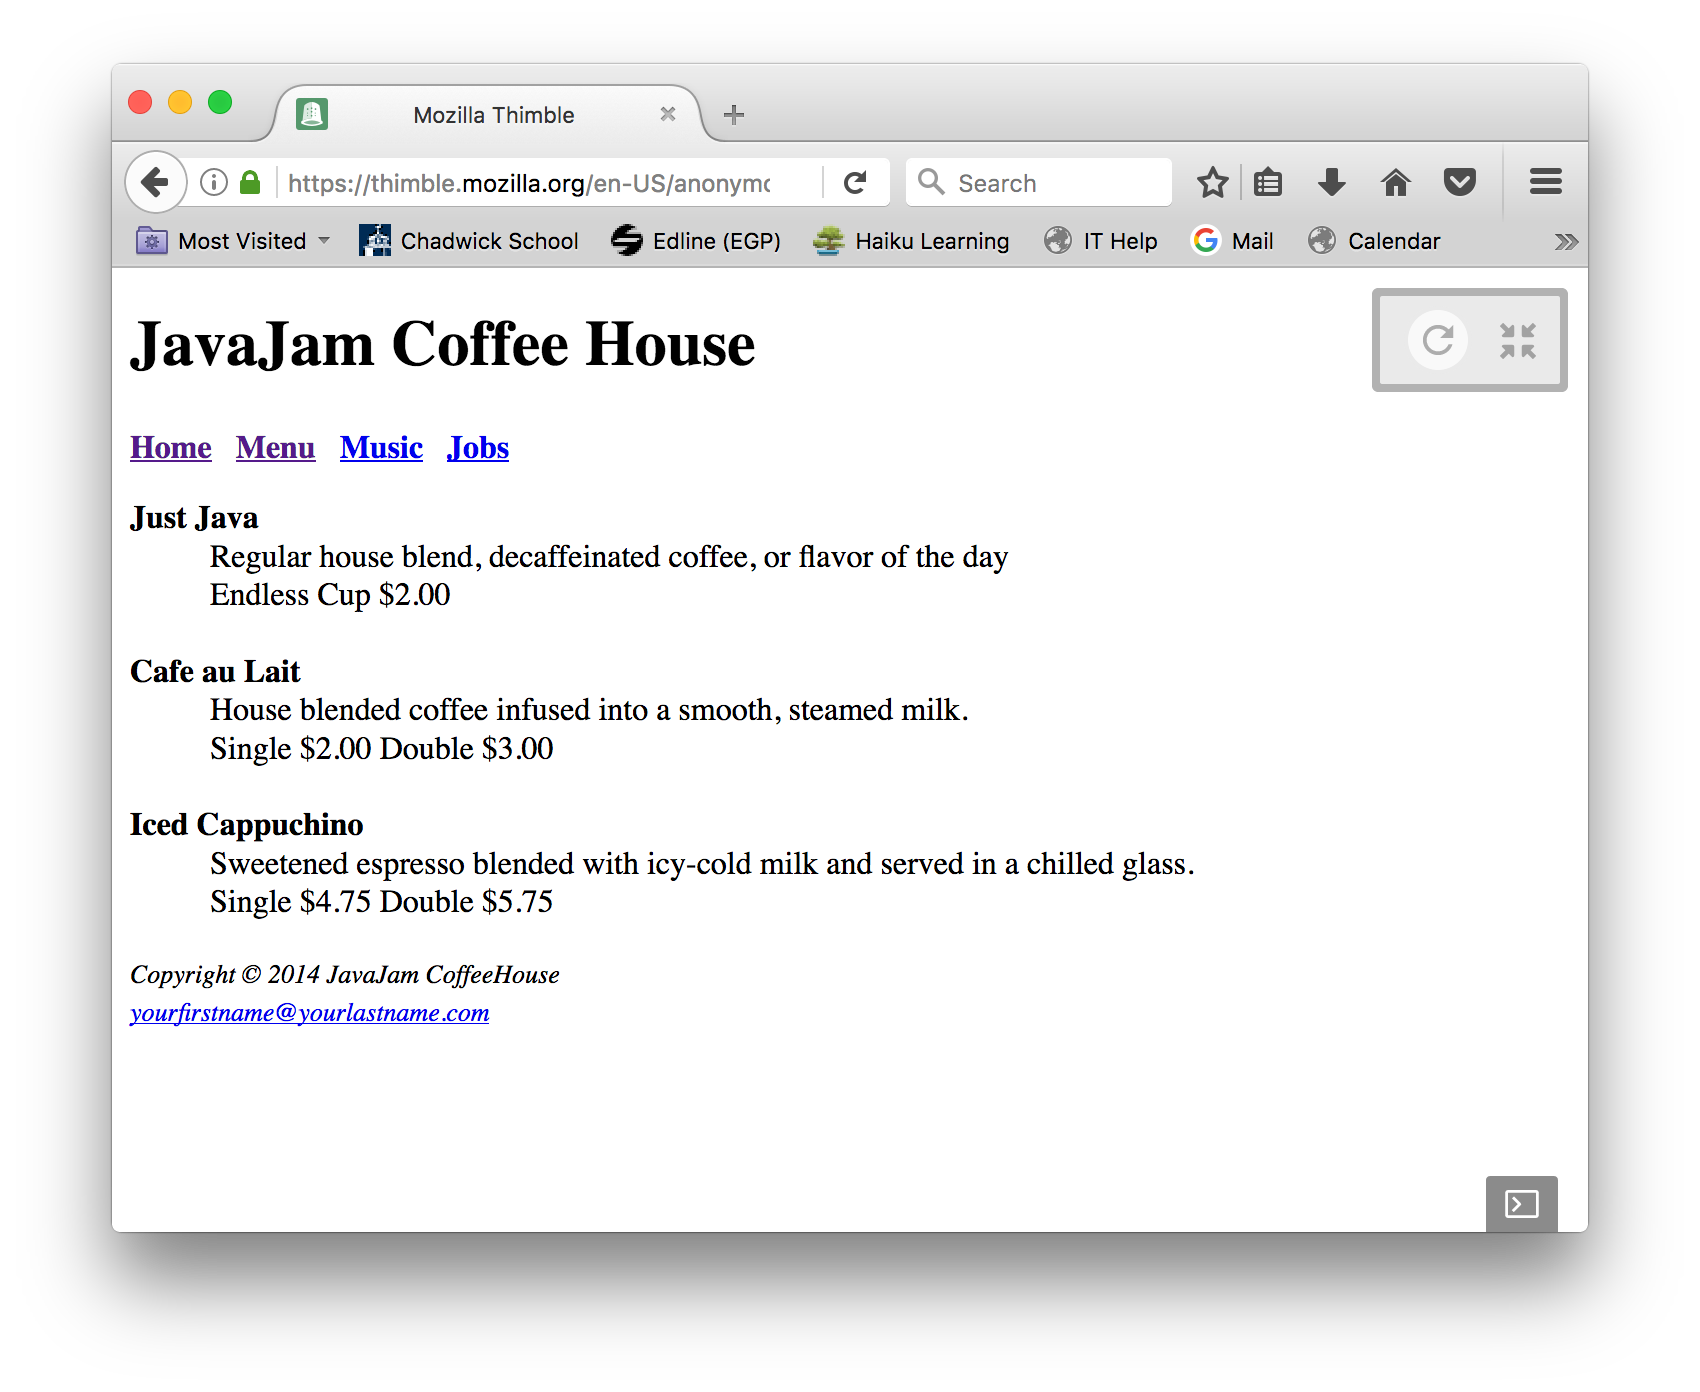 Mozilla Thimble
https://thimble.mozilla.org/en-US/anonymo
Search
Most Visited Chadwick School Edline (EGP) Haiku Learning IT Help Mail Calendar
JavaJam Coffee House
Home Menu Music Jobs
Just Java
Regular house blend, decaffeinated coffee, or flavor of the day
Endless Cup $2.00
Cafe au Lait
House blended coffee infused into a smooth, steamed milk.
Single $2.00 Double $3.00
Iced Cappuchino
Sweetened espresso blended with icy-cold milk and served in a chilled glass.
Single $4.75 Double $5.75
Copyright © 2014 JavaJam CoffeeHouse
yourfirstname@yourlastname.com